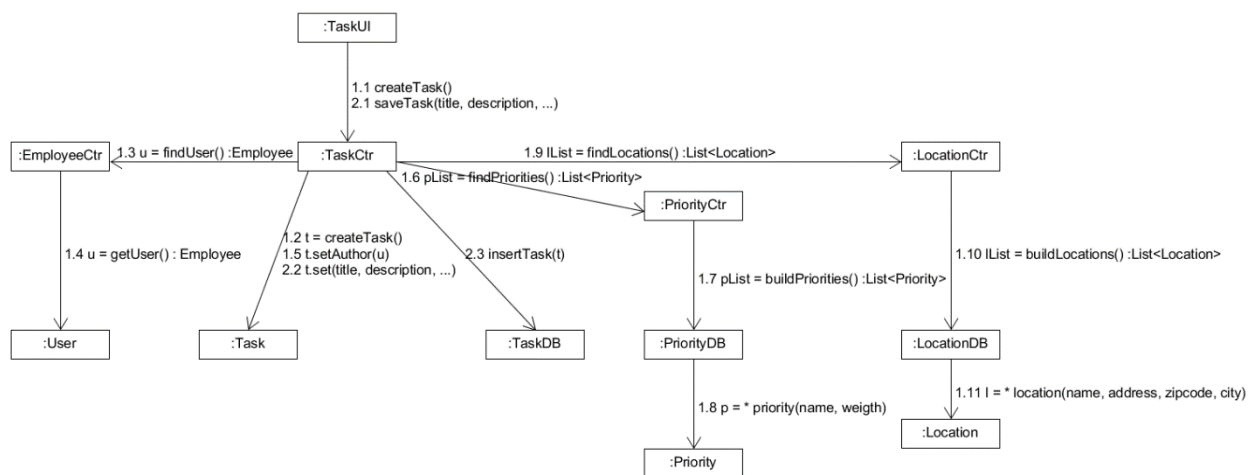 :TaskUI
1.1 createTask()
2.1 saveTask(title, description, ...)
:EmployeeCtr
1.3 u = findUser() :Employee
:TaskCtr
1.9 lList = findLocations() :List<Location>
:LocationCtr
1.6 pList = findPriorities() :List<Priority>
:PriorityCtr
1.4 u = getUser() : Employee
1.2 t = createTask()
1.5 t.setAuthor(u)
2.2 t.set(title, description, ...)
2.3 insertTask(t)
1.7 pList = buildPriorities() :List<Priority>
1.10 lList = buildLocations() :List<Location>
:User
:Task
:TaskDB
:PriorityDB
:LocationDB
1.8 p = * priority(name, weigth)
1.11 l = * location(name, address, zipcode, city)
:Priority
:Location